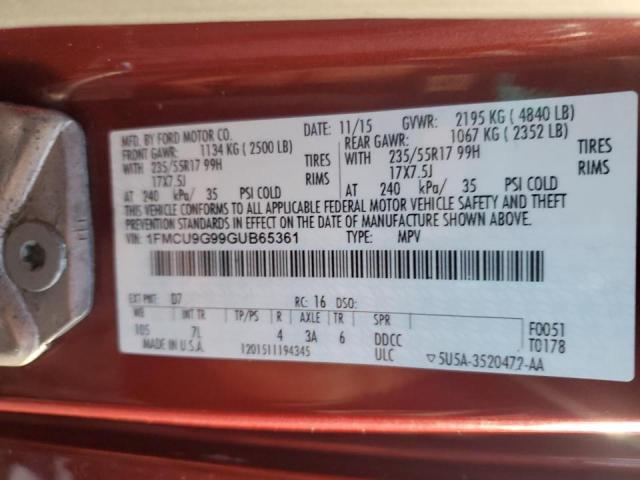 MFD. BY FORD MOTOR CO. DATE: 11/15 GVWR: 2195 KG ( 4840 LB)
FRONT GAWR: 1134 KG ( 2500 LB) REAR GAWR: 1067 KG ( 2352 LB)
WITH 235/55R17 99H TIRES WITH 235/55R17 99H TIRES
17X7.5J RIMS 17X7.5J RIMS
AT 240 kPa/ 35 PSI COLD AT 240 kPa/ 35 PSI COLD
THIS VEHICLE CONFORMS TO ALL APPLICABLE FEDERAL MOTOR VEHICLE SAFETY AND THEFT
PREVENTION STANDARDS IN EFFECT ON THE DATE OF MANUFACTURE SHOWN ABOVE.
VIN: 1FMCU9G99GUB65361 TYPE: MPV
EXT PNT: D7 RC: 16 DSO:
WB INT TR TP/PS R AXLE TR SPR
105 7L 4 3A 6 DDCC F0051
MADE IN U.S.A. 1201511194345 ULC T0178
5U5A-3520472-AA